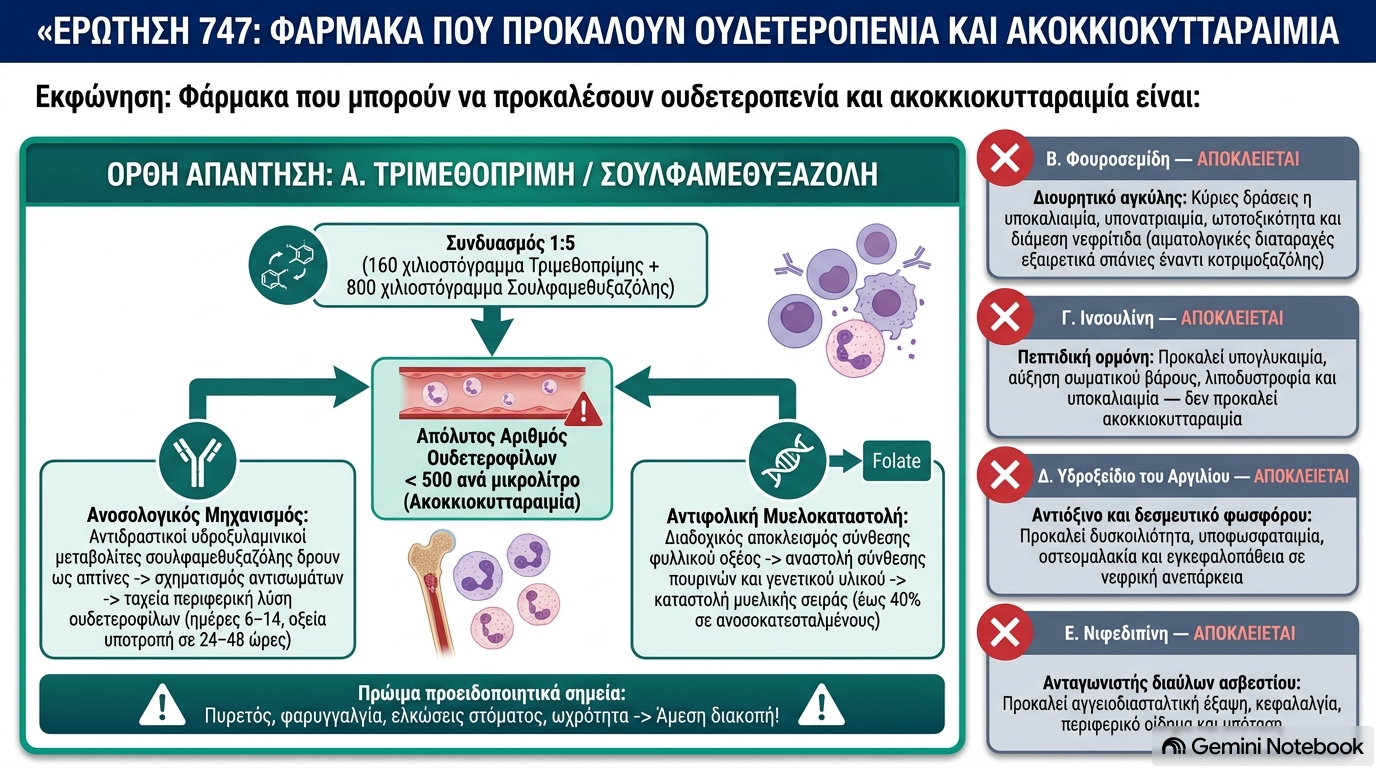 «ΕΡΩΤΗΣΗ 747: ΦΑΡΜΑΚΑ ΠΟΥ ΠΡΟΚΑΛΟΥΝ ΟΥΔΕΤΕΡΟΠΕΝΙΑ ΚΑΙ ΑΚΟΚΚΙΟΚΥΤΤΑΡΑΙΜΙΑ
Εκφώνηση: Φάρμακα που μπορούν να προκαλέσουν ουδετεροπενία και ακοκκιοκυτταραιμία είναι:
ΟΡΘΗ ΑΠΑΝΤΗΣΗ: Α. ΤΡΙΜΕΘΟΠΡΙΜΗ / ΣΟΥΛΦΑΜΕΘΥΞΑΖΟΛΗ
Συνδυασμός 1:5
(160 χιλιοστόγραμμα Τριμεθοπρίμης +
800 χιλιοστόγραμμα Σουλφαμεθυξαζόλης)
Απόλυτος Αριθμός
Ουδετεροφίλων
< 500 ανά μικρολίτρο
(Ακοκκιοκυτταραιμία)
Ανοσολογικός Μηχανισμός:
Αντιδραστικοί υδροξυλαμινικοί
μεταβολίτες σουλφαμεθυξαζόλης δρουν
ως απτίνες -> σχηματισμός αντισωμάτων
-> ταχεία περιφερική λύση
ουδετεροφίλων (ημέρες 6–14, οξεία
υποτροπή σε 24–48 ώρες)
Folate
Αντιφολική Μυελοκαταστολή:
Διαδοχικός αποκλεισμός σύνθεσης
φυλλικού οξέος -> αναστολή σύνθεσης
πουρινών και γενετικού υλικού ->
καταστολή μυελικής σειράς (έως 40%
σε ανοσοκατεσταλμένους)
Πρώιμα προειδοποιητικά σημεία:
Πυρετός, φαρυγγαλγία, ελκώσεις στόματος, ωχρότητα -> Άμεση διακοπή!
Β. Φουροσεμίδη — ΑΠΟΚΛΕΙΕΤΑΙ
Διουρητικό αγκύλης: Κύριες δράσεις η
υποκαλιαιμία, υπονατριαιμία, ωτοτοξικότητα και
διάμεση νεφρίτιδα (αιματολογικές διαταραχές
εξαιρετικά σπάνιες έναντι κοτριμοξαζόλης)
Γ. Ινσουλίνη — ΑΠΟΚΛΕΙΕΤΑΙ
Πεπτιδική ορμόνη: Προκαλεί υπογλυκαιμία,
αύξηση σωματικού βάρους, λιποδυστροφία και
υποκαλιαιμία — δεν προκαλεί
ακοκκιοκυτταραιμία
Δ. Υδροξείδιο του Αργιλίου — ΑΠΟΚΛΕΙΕΤΑΙ
Αντιόξινο και δεσμευτικό φωσφόρου:
Προκαλεί δυσκοιλιότητα, υποφωσφαταιμία,
οστεομαλακία και εγκεφαλοπάθεια σε
νεφρική ανεπάρκεια
Ε. Νιφεδιπίνη — ΑΠΟΚΛΕΙΕΤΑΙ
Ανταγωνιστής διαύλων ασβεστίου:
Προκαλεί αγγειοδιασταλτική έξαψη, κεφαλαλγία,
περιφερικό οίδημα και υπόταση
Gemini Notebook